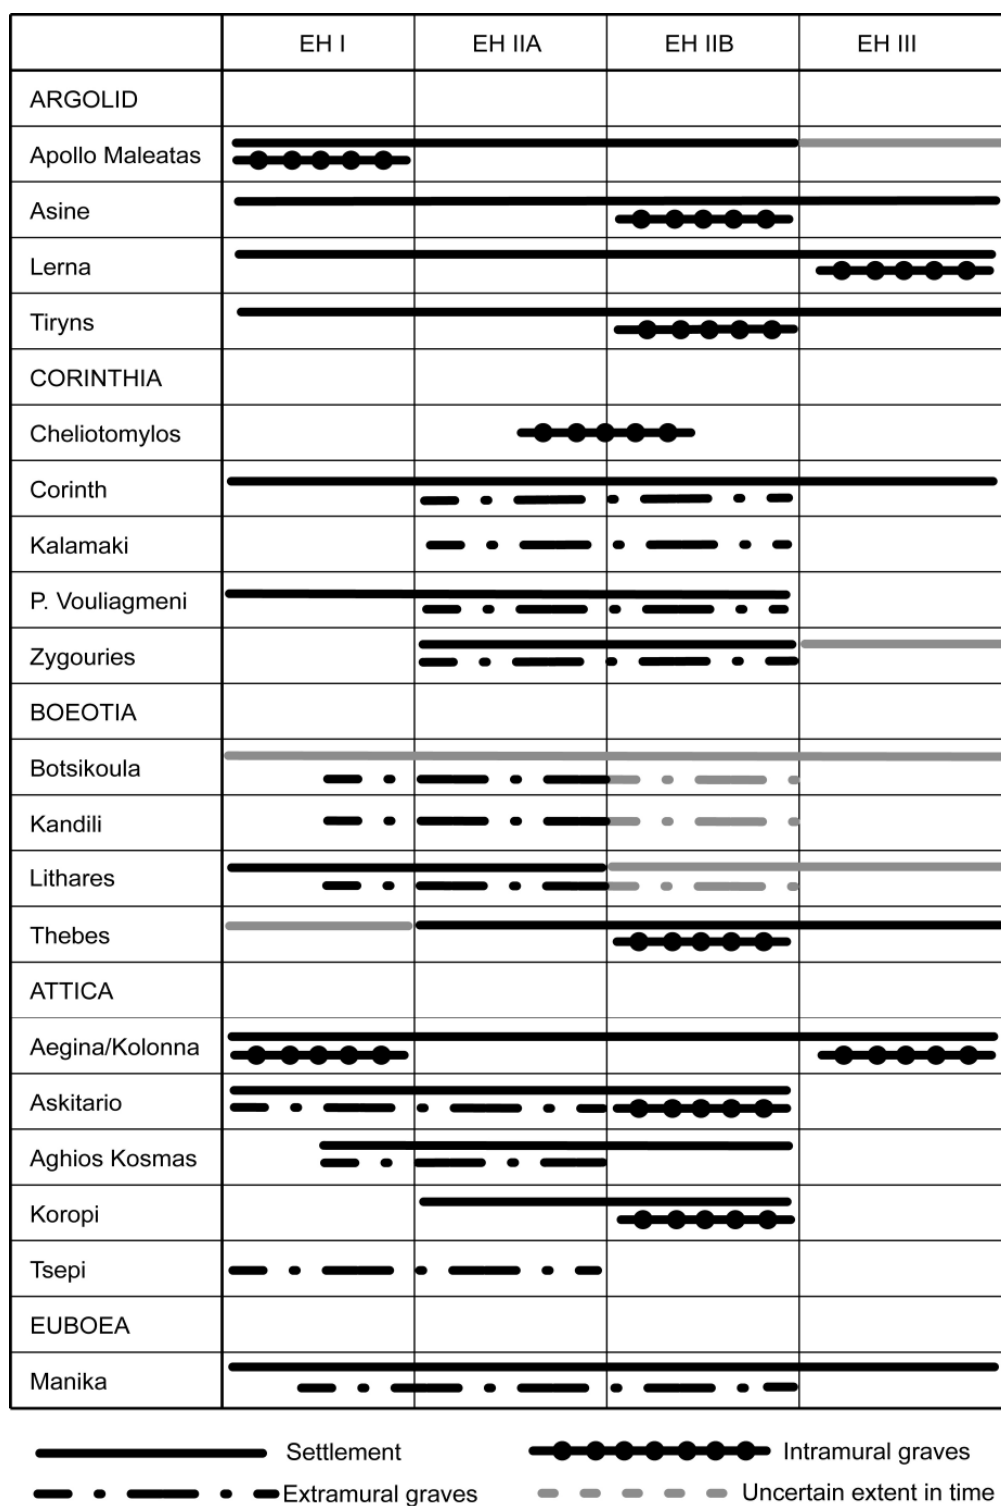 EH I EH IIA EH IIB EH III
ARGOLID
Apollo Maleatas
Asine
Lerna
Tiryns
CORINTHIA
Cheliotomylos
Corinth
Kalamaki
P. Vouliagmeni
Zygouries
BOEOTIA
Botsikoula
Kandili
Lithares
Thebes
ATTICA
Aegina/Kolonna
Askitario
Aghios Kosmas
Koropi
Tsepi
EUBOEA
Manika
Settlement Intramural graves
Extramural graves Uncertain extent in time